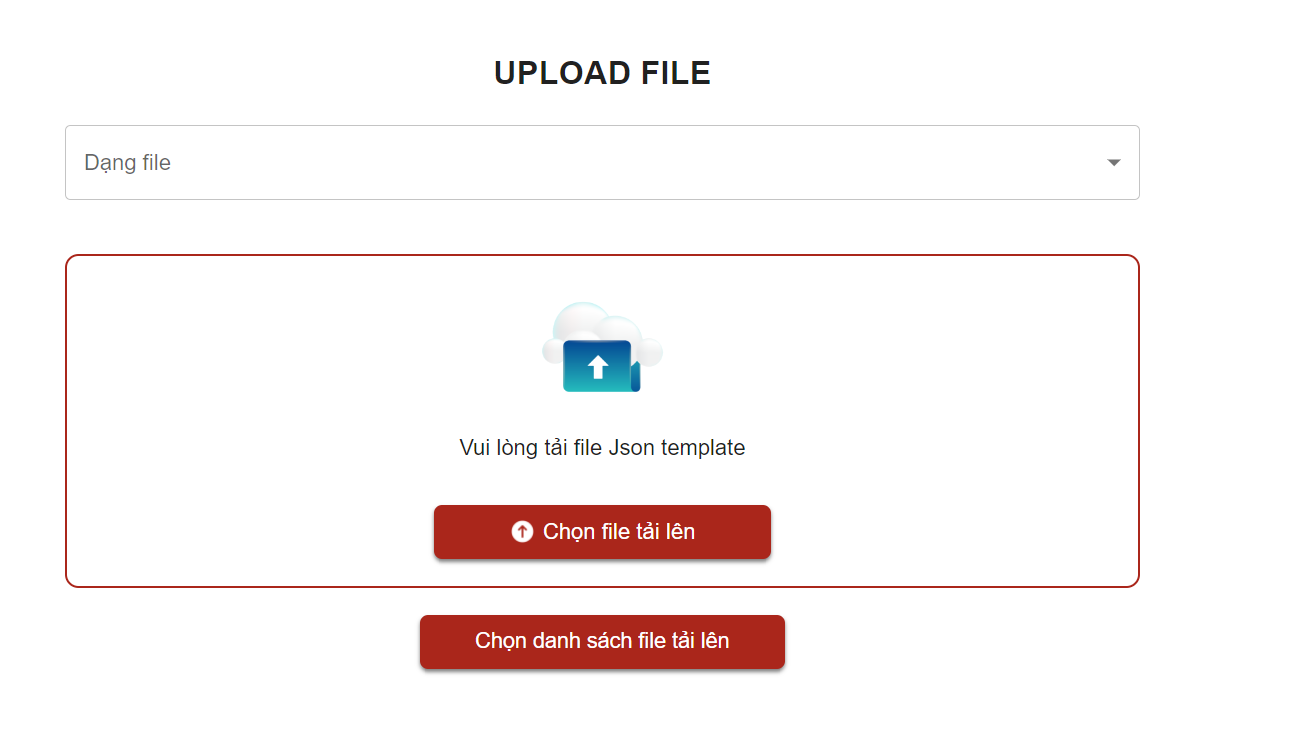 UPLOAD FILE
Dạng file
Vui lòng tải file Json template
Chọn file tải lên
Chọn danh sách file tải lên